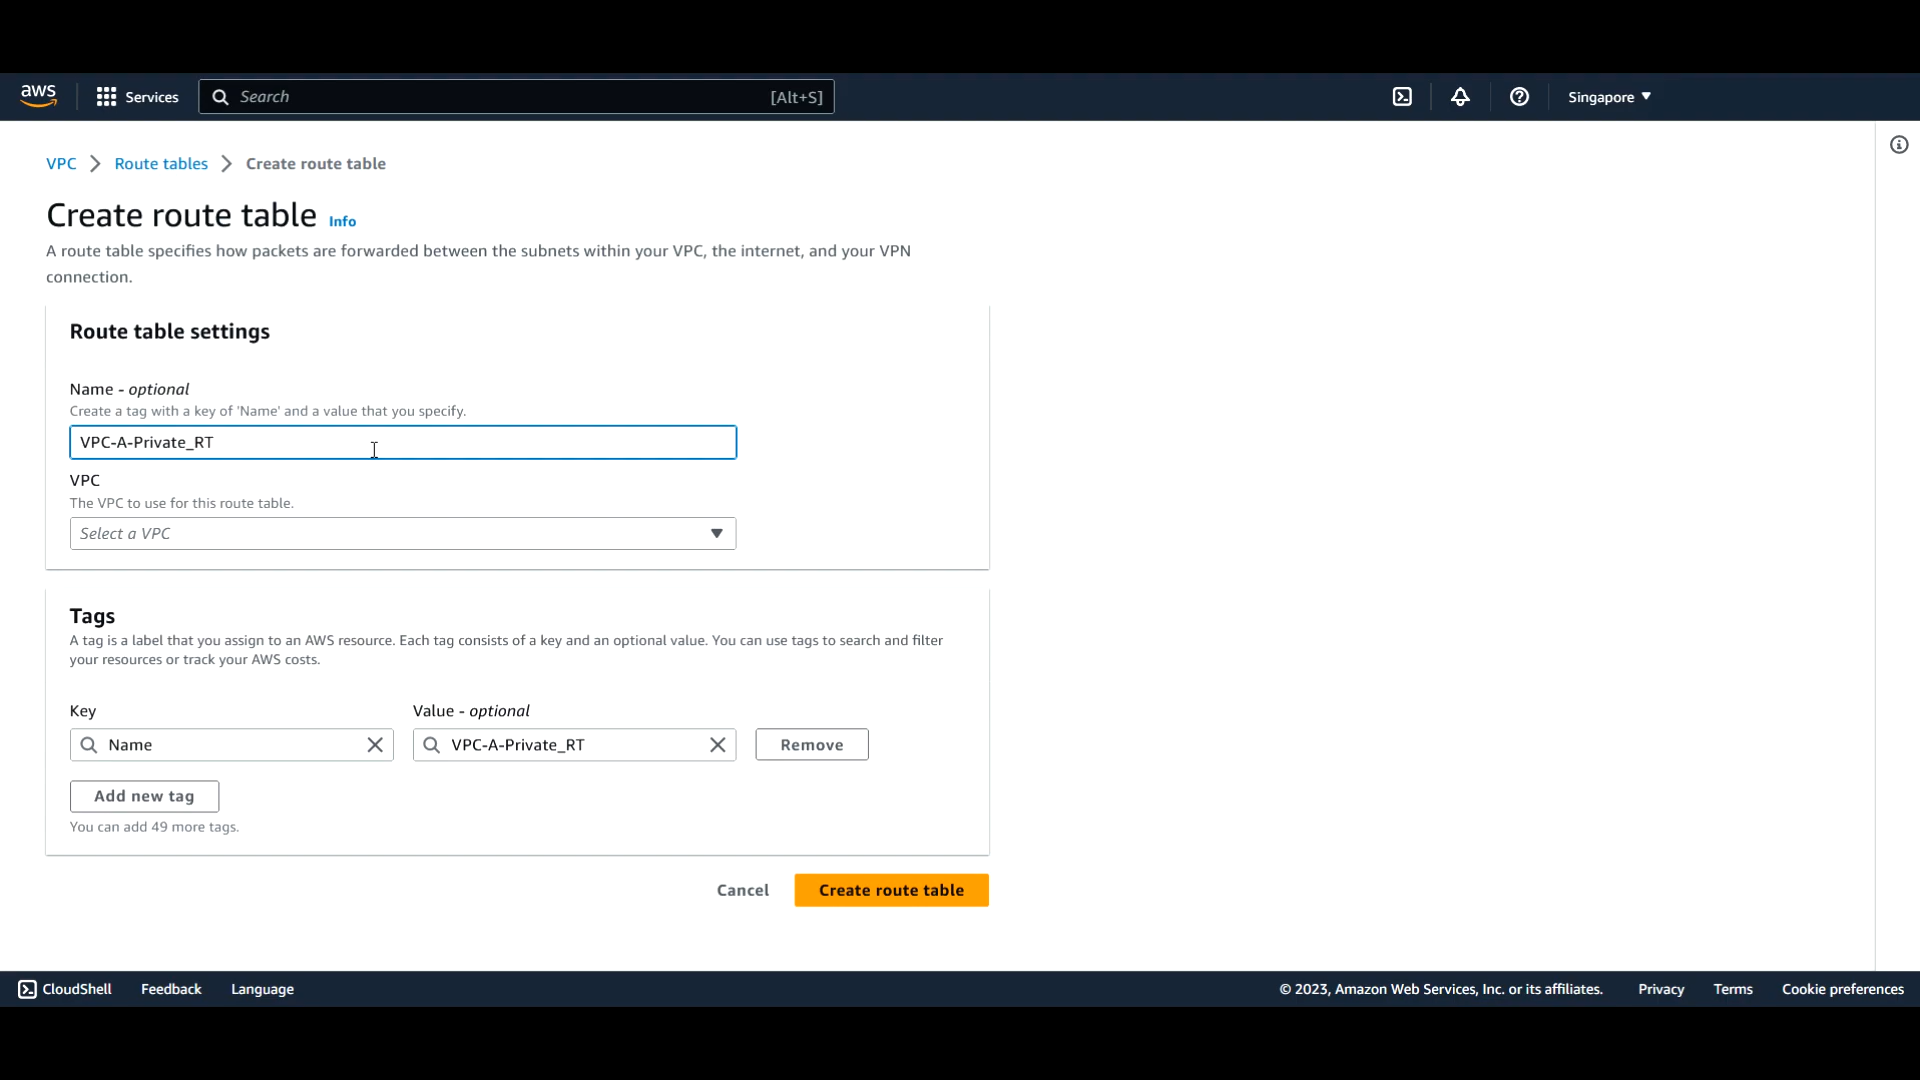 aws
Services
Search
[Alt+S]
Singapore
VPC
Route tables
Create route table
Create route table Info
A route table specifies how packets are forwarded between the subnets within your VPC, the internet, and your VPN
connection.
Route table settings
Name - optional
Create a tag with a key of 'Name' and a value that you specify.
VPC-A-Private_RT
VPC
The VPC to use for this route table.
Select a VPC
Tags
A tag is a label that you assign to an AWS resource. Each tag consists of a key and an optional value. You can use tags to search and filter
your resources or track your AWS costs.
Key
Value - optional
Name
VPC-A-Private_RT
Remove
Add new tag
You can add 49 more tags.
Cancel
Create route table
CloudShell
Feedback
Language
© 2023, Amazon Web Services, Inc. or its affiliates.
Privacy
Terms
Cookie preferences